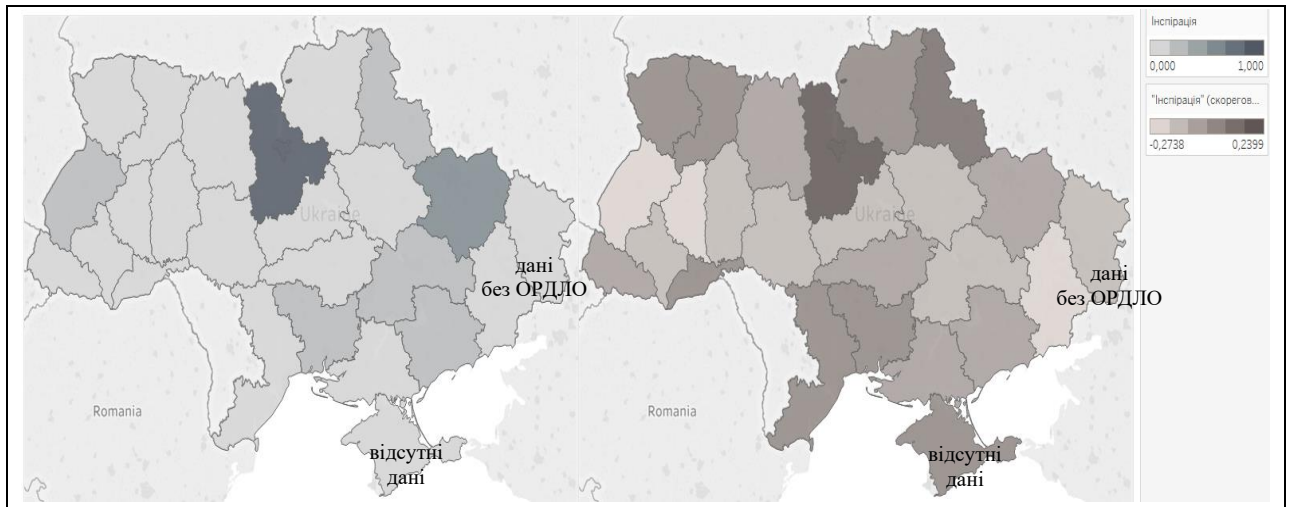 Ukraine
дані
без ОРДЛО
Romania
відсутні
дані
Ukraine
дані
без ОРДЛО
Romania
відсутні
дані
Інспірація
0,000 1,000
"Інспірація" (скорегов...
-0,2738 0,2399